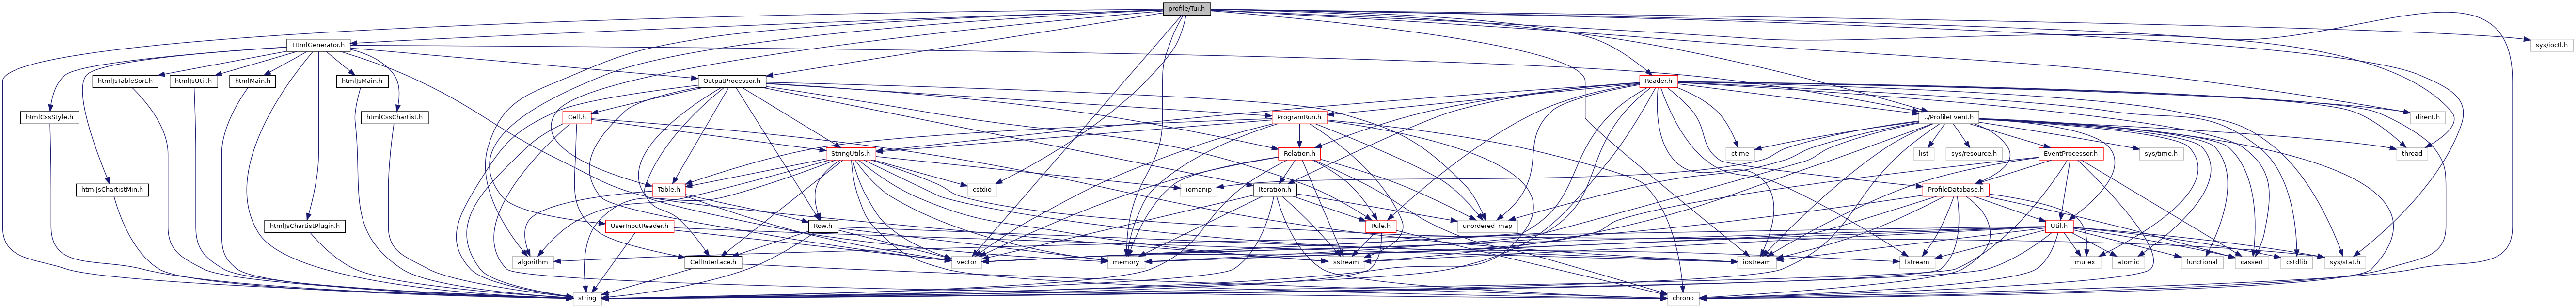 profile/Tui.h
HtmlGenerator.h
sys/ioctl.h
htmlJsTableSort.h
htmlJsUtil.h
htmlMain.h
htmlJsMain.h
OutputProcessor.h
Reader.h
htmlCssStyle.h
htmlCssChartist.h
Cell.h
ProgramRun.h
../ProfileEvent.h
dirent.h
StringUtils.h
Relation.h
ctime
list
sys/resource.h
EventProcessor.h
sys/time.h
thread
htmlJsChartistMin.h
Table.h
cstdio
iomanip
Iteration.h
ProfileDatabase.h
htmlJsChartistPlugin.h
UserInputReader.h
Row.h
unordered_map
Rule.h
Util.h
algorithm
CellInterface.h
vector
memory
sstream
iostream
fstream
mutex
atomic
functional
cassert
cstdlib
sys/stat.h
string
chrono